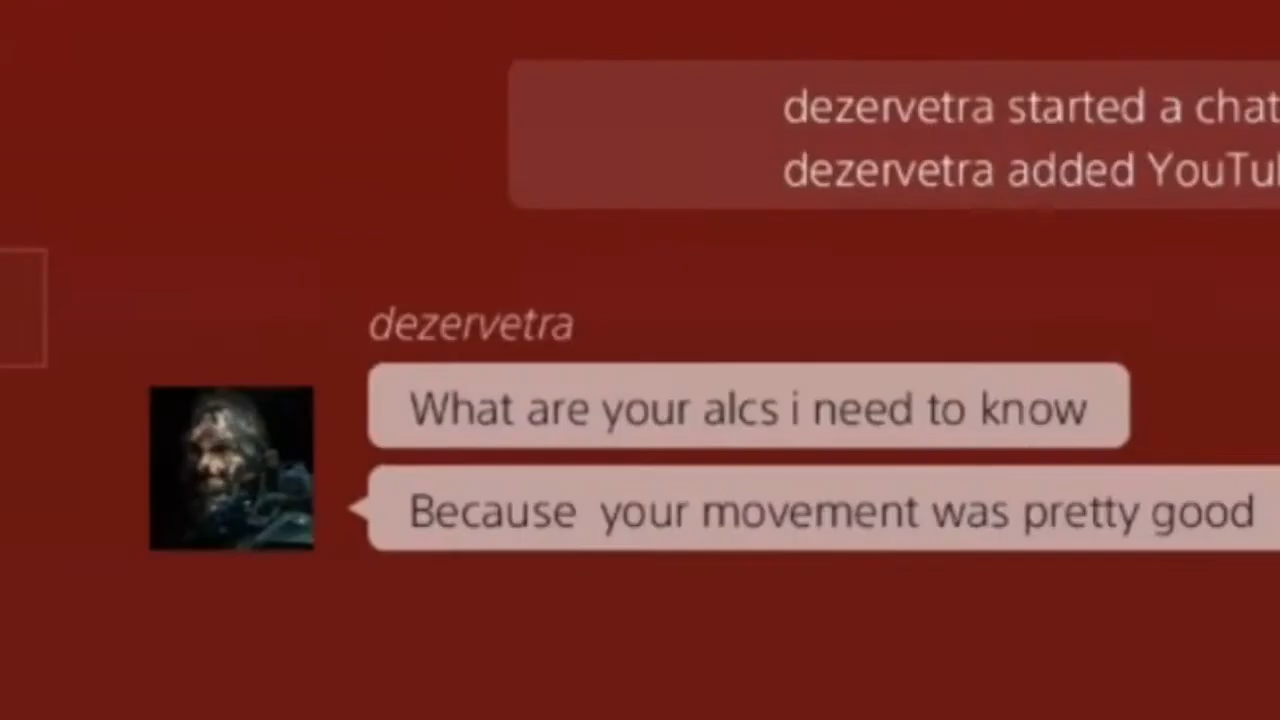 dezervetra started a chat
dezervetra added
dezervetra
What are your alcs i need to know
Because your movement was pretty good